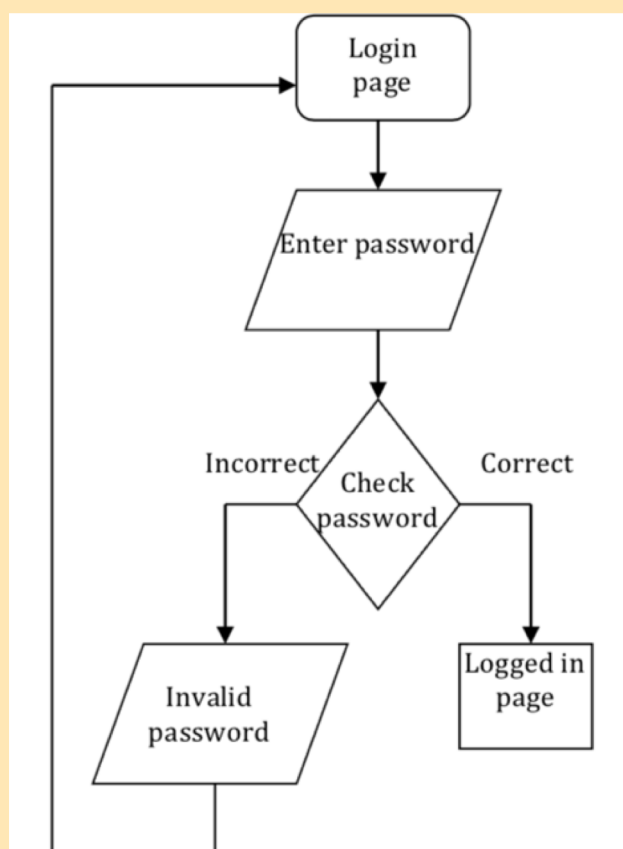 Login
page
Enter password
Incorrect
Correct
Check
password
Invalid
password
Logged in
page